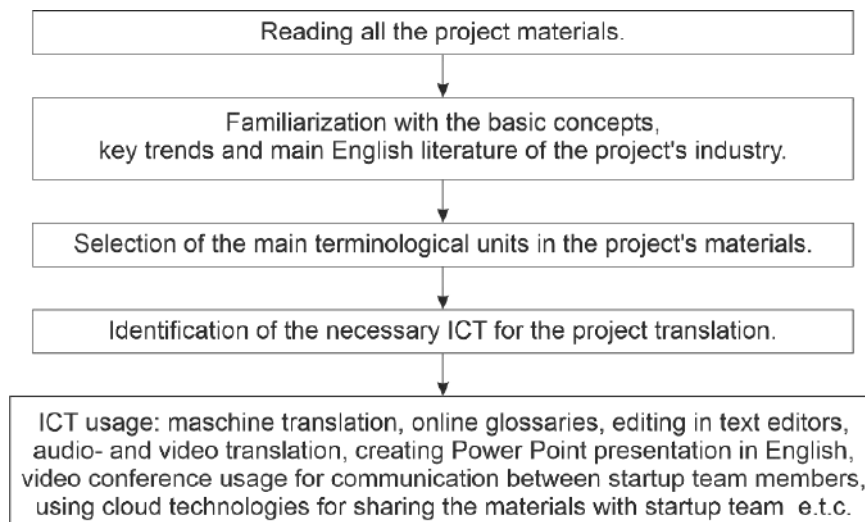 Reading all the project materials.
Familiarization with the basic concepts,
key trends and main English literature of the project's industry.
Selection of the main terminological units in the project's materials.
Identification of the necessary ICT for the project translation.
ICT usage: maschine translation, online glossaries, editing in text editors,
audio- and video translation, creating Power Point presentation in English,
video conference usage for communication between startup team members,
using cloud technologies for sharing the materials with startup team e.t.c.